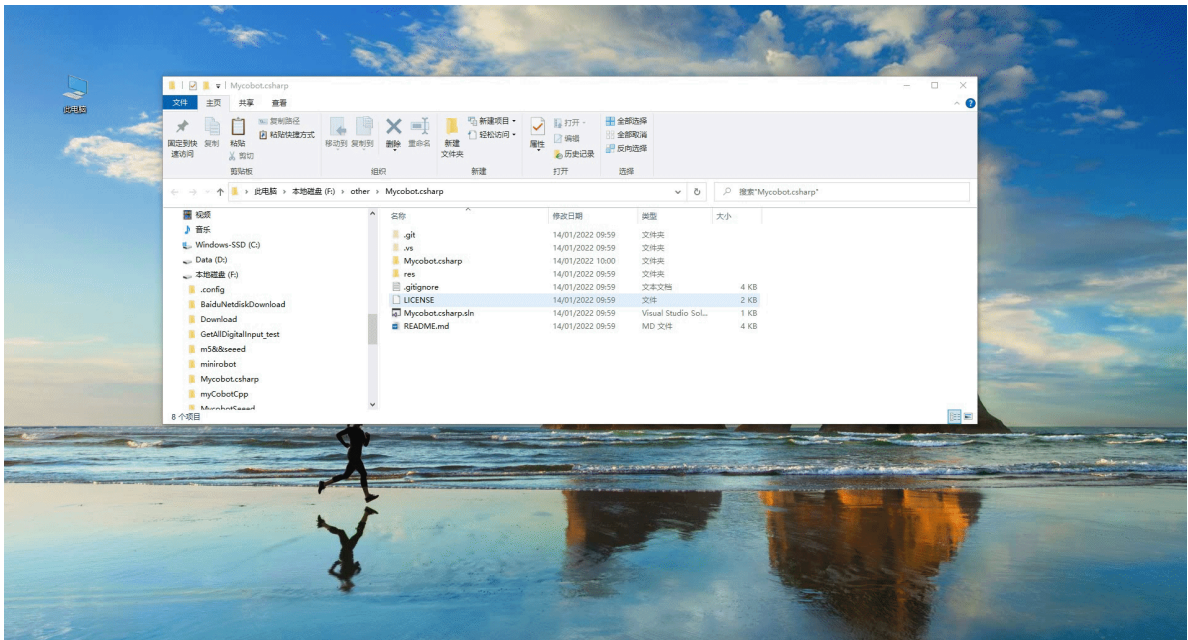 此电脑
Mycobot.csharp
文件 主页 共享 查看
固定到快速访问
复制
粘贴
复制路径
粘贴快捷方式
剪切
剪贴板
移动到 复制到 删除 重命名
组织
新建文件夹
新建项目
轻松访问
新建
属性
打开
编辑
历史记录
打开
全部选择
全部取消
反向选择
选择
此电脑 › 本地磁盘 (F:) › other › Mycobot.csharp
搜索"Mycobot.csharp"
视频
音乐
Windows-SSD (C:)
Data (D:)
本地磁盘 (F:)
.config
BaiduNetdiskDownload
Download
GetAllDigitalInput_test
m5&&seeed
minirobot
Mycobot.csharp
myCobotCpp
MycobotSeeed
名称 修改日期 类型 大小
.git 14/01/2022 09:59 文件夹
.vs 14/01/2022 09:59 文件夹
Mycobot.csharp 14/01/2022 10:00 文件夹
res 14/01/2022 09:59 文件夹
.gitignore 14/01/2022 09:59 文本文档 4 KB
LICENSE 14/01/2022 09:59 文件 2 KB
Mycobot.csharp.sln 14/01/2022 09:59 Visual Studio Sol... 1 KB
README.md 14/01/2022 09:59 MD 文件 4 KB
8 个项目